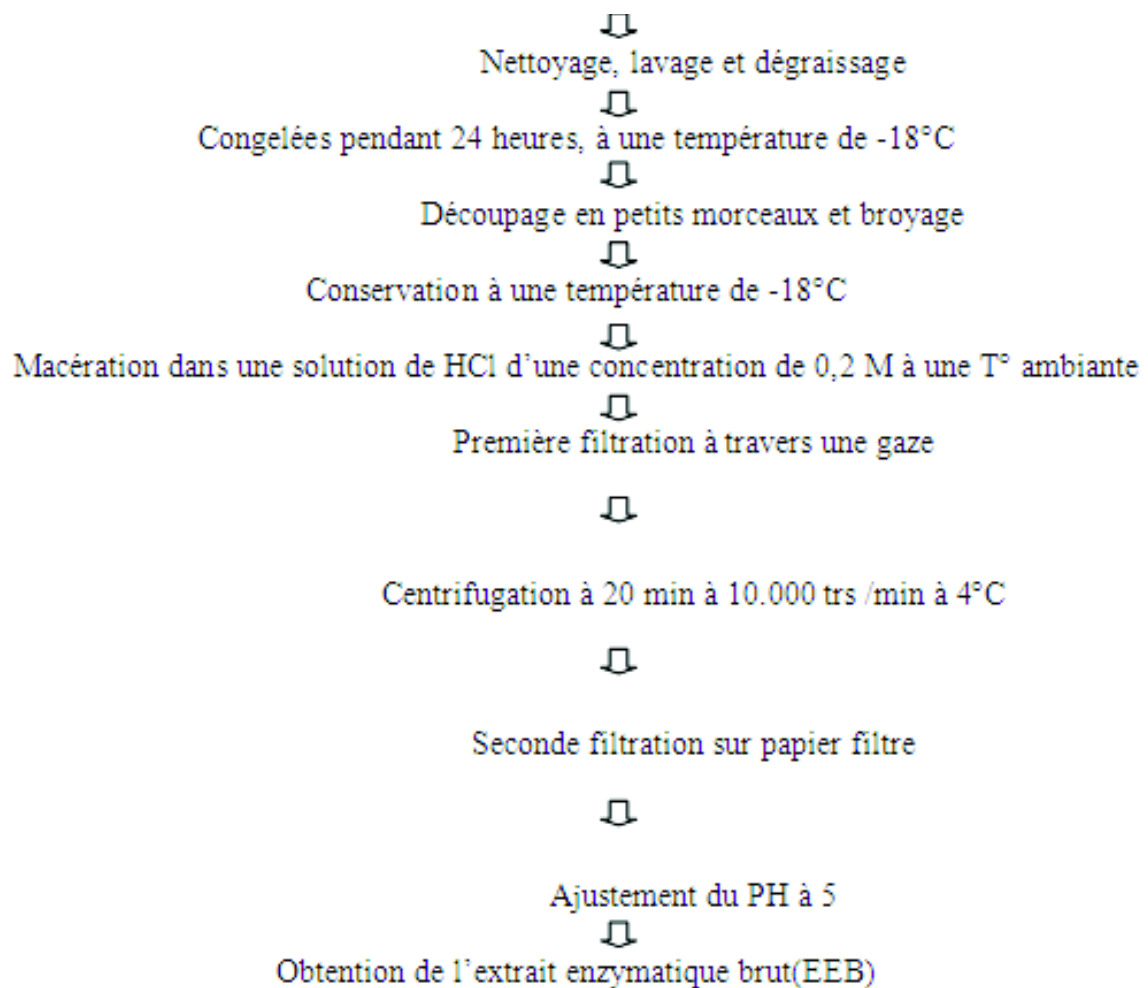 Nettoyage, lavage et dégraissage
Congelées pendant 24 heures, à une température de -18°C
Découpage en petits morceaux et broyage
Conservation à une température de -18°C
Macération dans une solution de HCl d’une concentration de 0,2 M à une T° ambiante
Première filtration à travers une gaze
Centrifugation à 20 min à 10.000 trs /min à 4°C
Seconde filtration sur papier filtre
Ajustement du PH à 5
Obtention de l’extrait enzymatique brut(EEB)